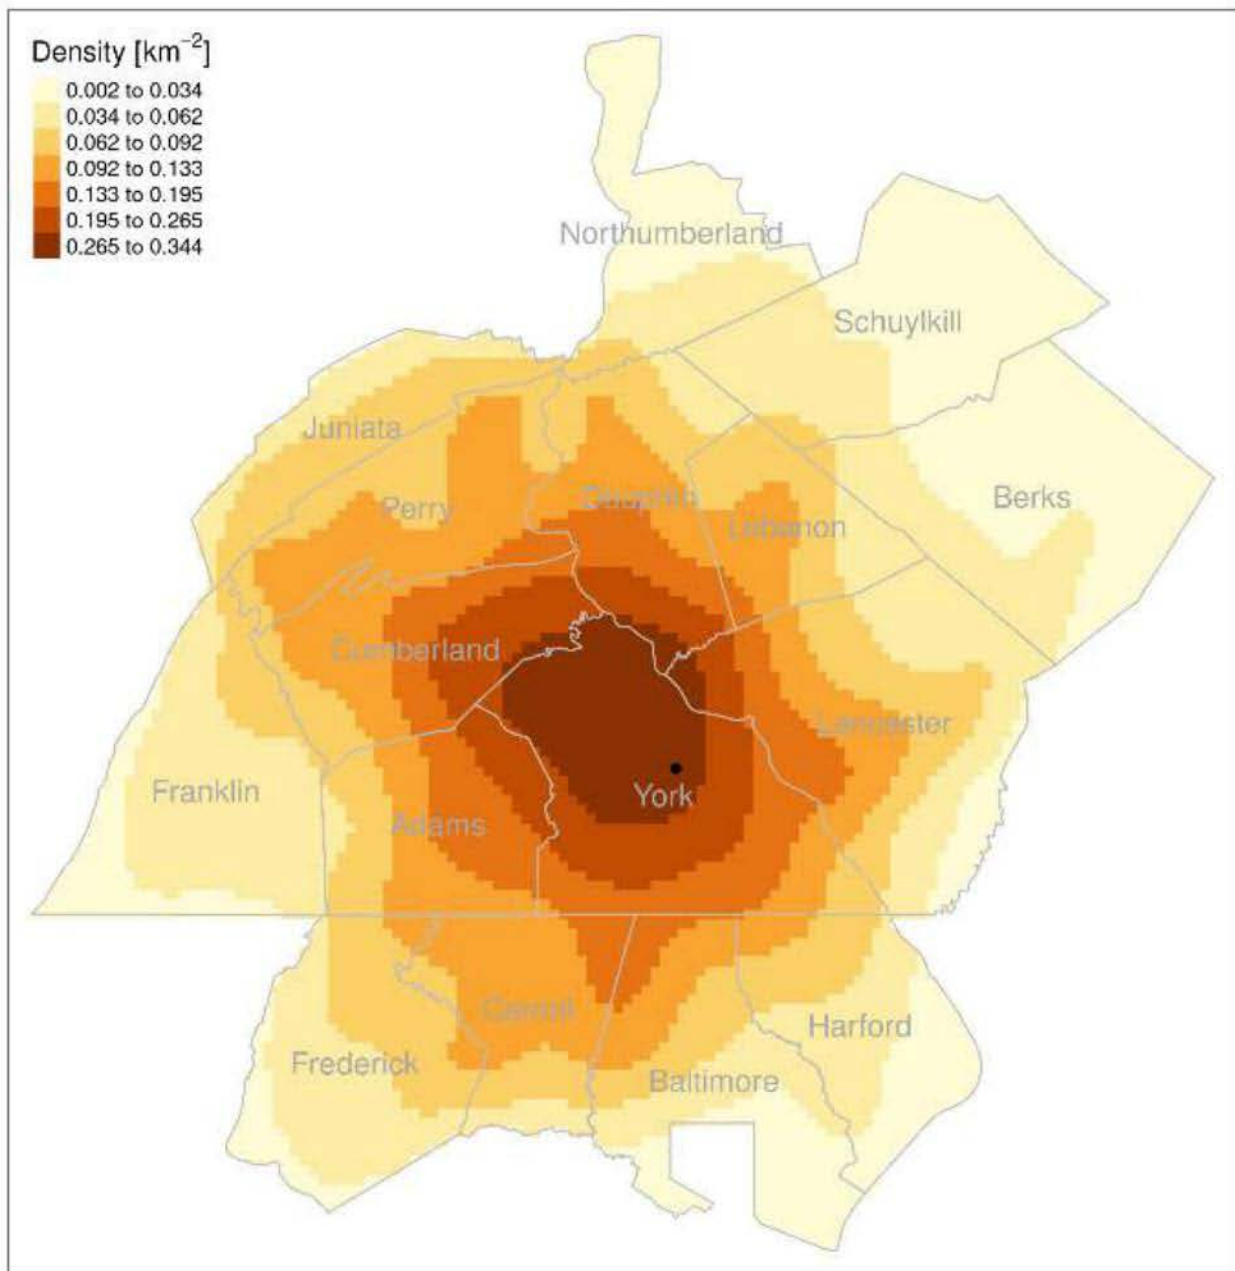 Density [km⁻²]
0.002 to 0.034
0.034 to 0.062
0.062 to 0.092
0.092 to 0.133
0.133 to 0.195
0.195 to 0.265
0.265 to 0.344
Northumberland
Schuylkill
Juniata
Perry
Dauphin
Lebanon
Berks
Cumberland
Lancaster
Franklin
York
Adams
Carroll
Harford
Frederick
Baltimore